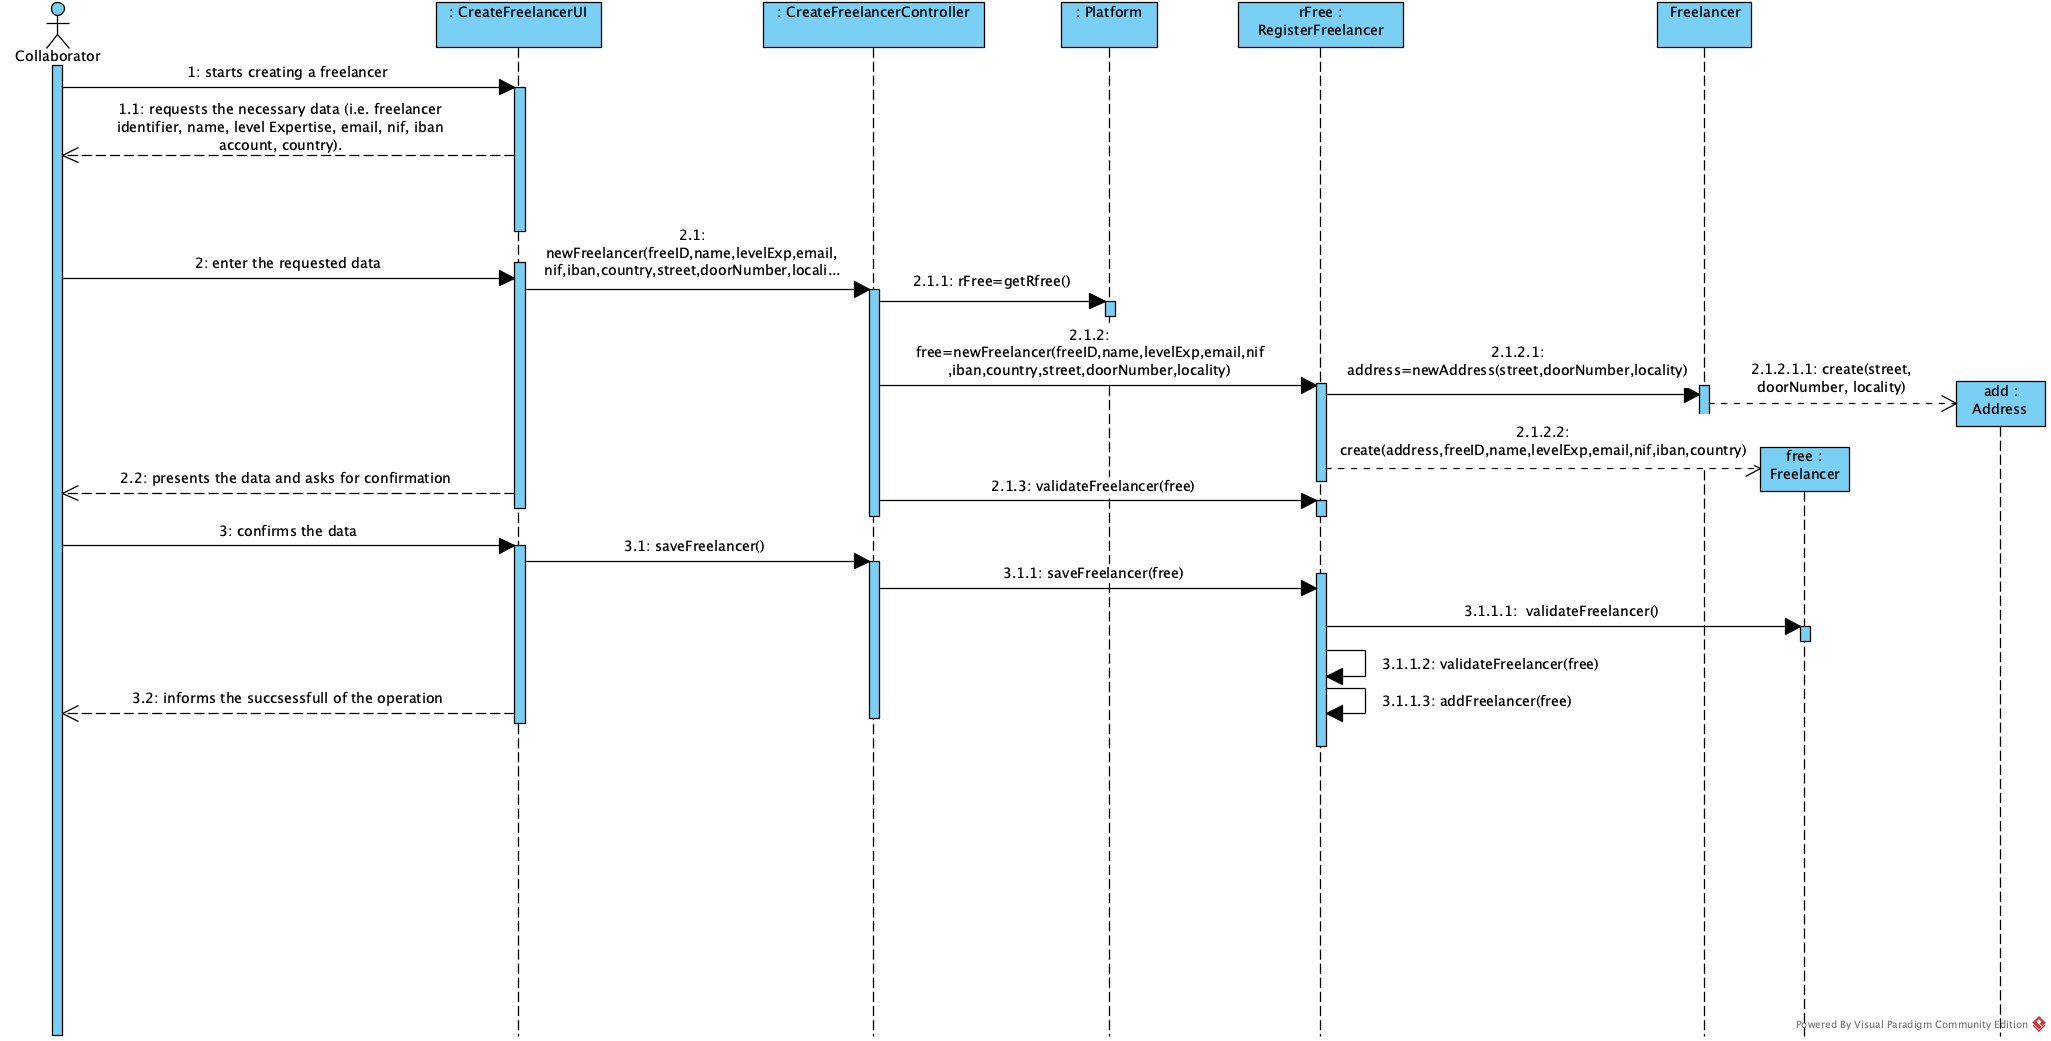 : CreateFreelancerUI
: CreateFreelancerController
: Platform
rFree :
RegisterFreelancer
Freelancer
Collaborator
1: starts creating a freelancer
1.1: requests the necessary data (i.e. freelancer
identifier, name, level Expertise, email, nif, iban
account, country).
2: enter the requested data
2.1:
newFreelancer(freeID,name,levelExp,email,
nif,iban,country,street,doorNumber,locali...
2.1.1: rFree=getRfree()
2.1.2:
free=newFreelancer(freeID,name,levelExp,email,nif
,iban,country,street,doorNumber,locality)
2.1.2.1:
address=newAddress(street,doorNumber,locality)
2.1.2.1.1: create(street,
doorNumber, locality)
add :
Address
2.1.2.2:
create(address,freeID,name,levelExp,email,nif,iban,country)
free :
Freelancer
2.2: presents the data and asks for confirmation
2.1.3: validateFreelancer(free)
3: confirms the data
3.1: saveFreelancer()
3.1.1: saveFreelancer(free)
3.1.1.1:  validateFreelancer()
3.1.1.2: validateFreelancer(free)
3.1.1.3: addFreelancer(free)
3.2: informs the succsessfull of the operation
Powered By Visual Paradigm Community Edition